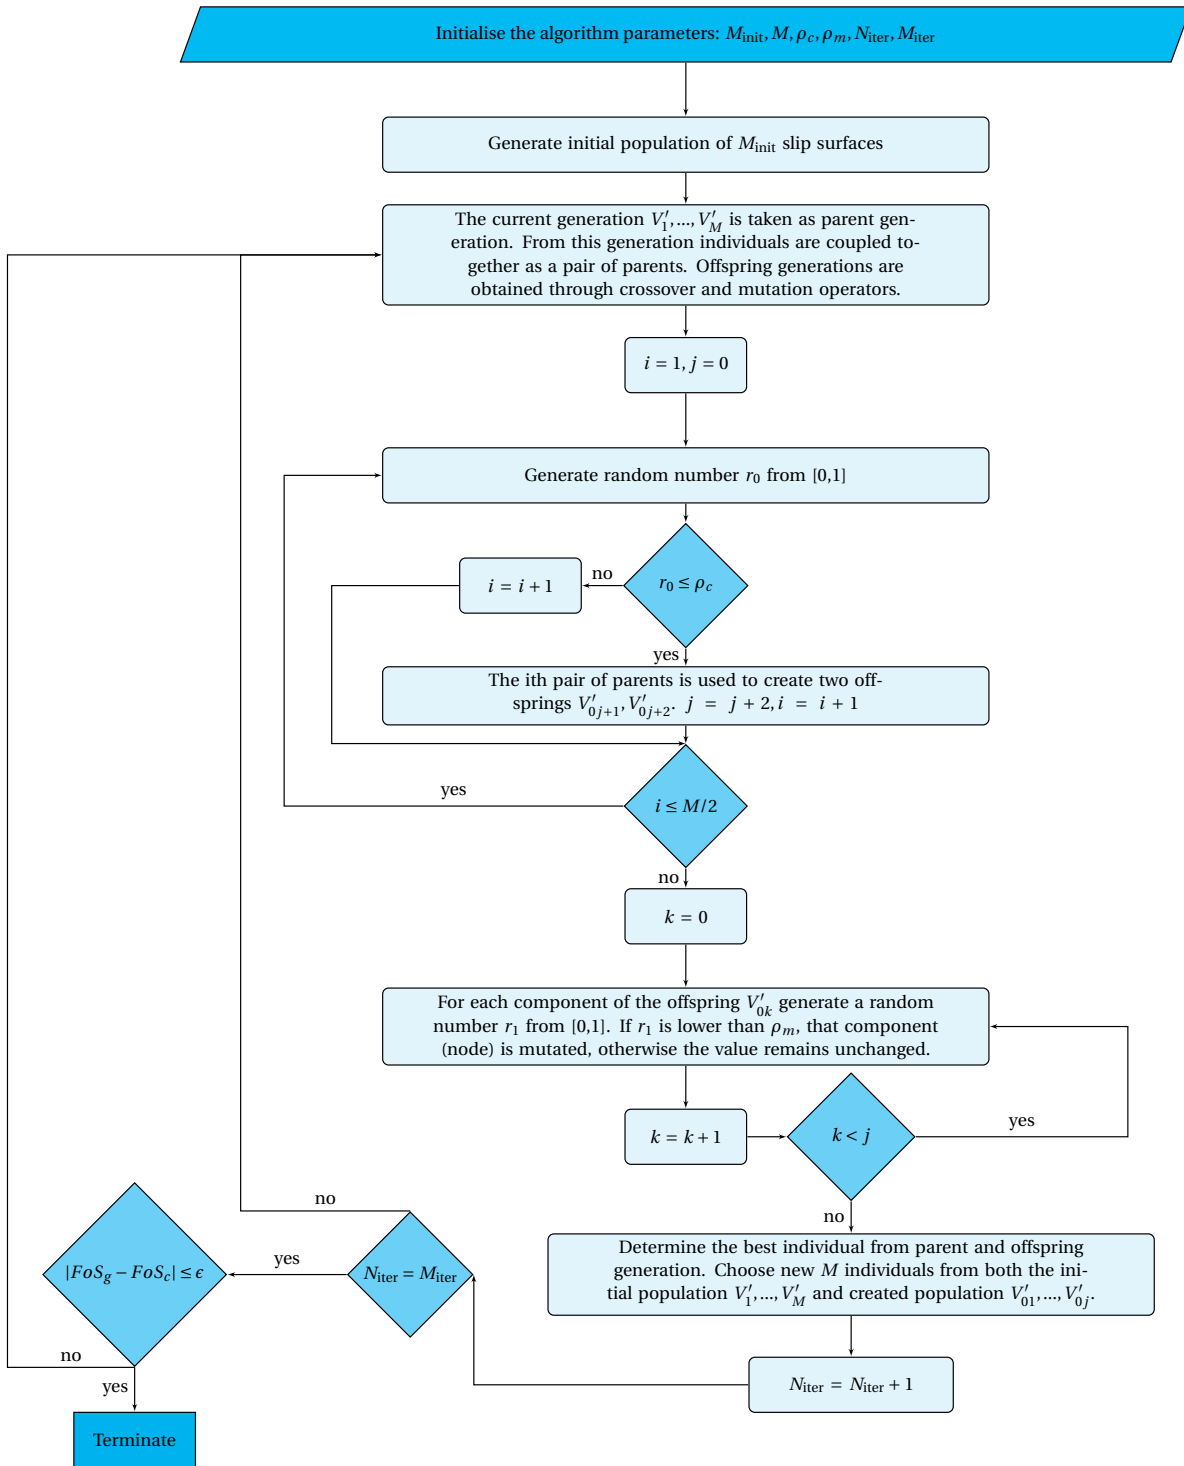 Initialise the algorithm parameters: M_init, M, ρ_c, ρ_m, N_iter, M_iter
Generate initial population of M_init slip surfaces
The current generation V′_1, ..., V′_M is taken as parent gen-
eration. From this generation individuals are coupled to-
gether as a pair of parents. Offspring generations are
obtained through crossover and mutation operators.
i = 1, j = 0
Generate random number r_0 from [0,1]
r_0 ≤ ρ_c
no
i = i + 1
yes
The ith pair of parents is used to create two off-
springs V′_0j+1, V′_0j+2. j = j + 2, i = i + 1
i ≤ M/2
yes
no
k = 0
For each component of the offspring V′_0k generate a random
number r_1 from [0,1]. If r_1 is lower than ρ_m, that component
(node) is mutated, otherwise the value remains unchanged.
k = k + 1
k < j
yes
no
Determine the best individual from parent and offspring
generation. Choose new M individuals from both the ini-
tial population V′_1, ..., V′_M and created population V′_01, ..., V′_0j.
N_iter = N_iter + 1
N_iter = M_iter
no
yes
|FoS_g − FoS_c| ≤ ϵ
no
yes
Terminate